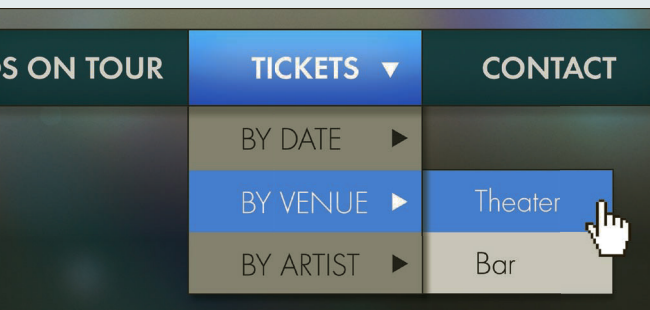 S ON TOUR
TICKETS ▼
CONTACT
BY DATE ▶
BY VENUE ▶
Theater
BY ARTIST ▶
Bar